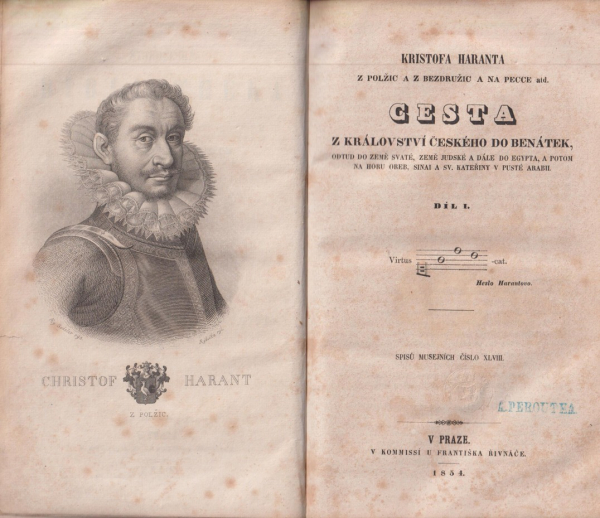 CHRISTOF HARANT
Z POLŽIC.
KRISTOFA HARANTA
Z POLŽIC A Z BEZDRUŽIC A NA PECCE atd.
CESTA
Z KRÁLOVSTVÍ ČESKÉHO DO BENÁTEK,
ODTUD DO ZEMĚ SVATÉ, ZEMĚ JUDSKÉ A DÁLE DO EGYPTA, A POTOM
NA HORU OREB, SINAI A SV. KATEŘINY V PUSTÉ ARABII.
DÍL I.
Virtus -cat.
Heslo Harantovo.
SPISŮ MUSEJNÍCH ČÍSLO XLVIII.
A. PEROUTKA.
V PRAZE.
V KOMMISSÍ U FRANTIŠKA ŘIVNÁČE.
1854.